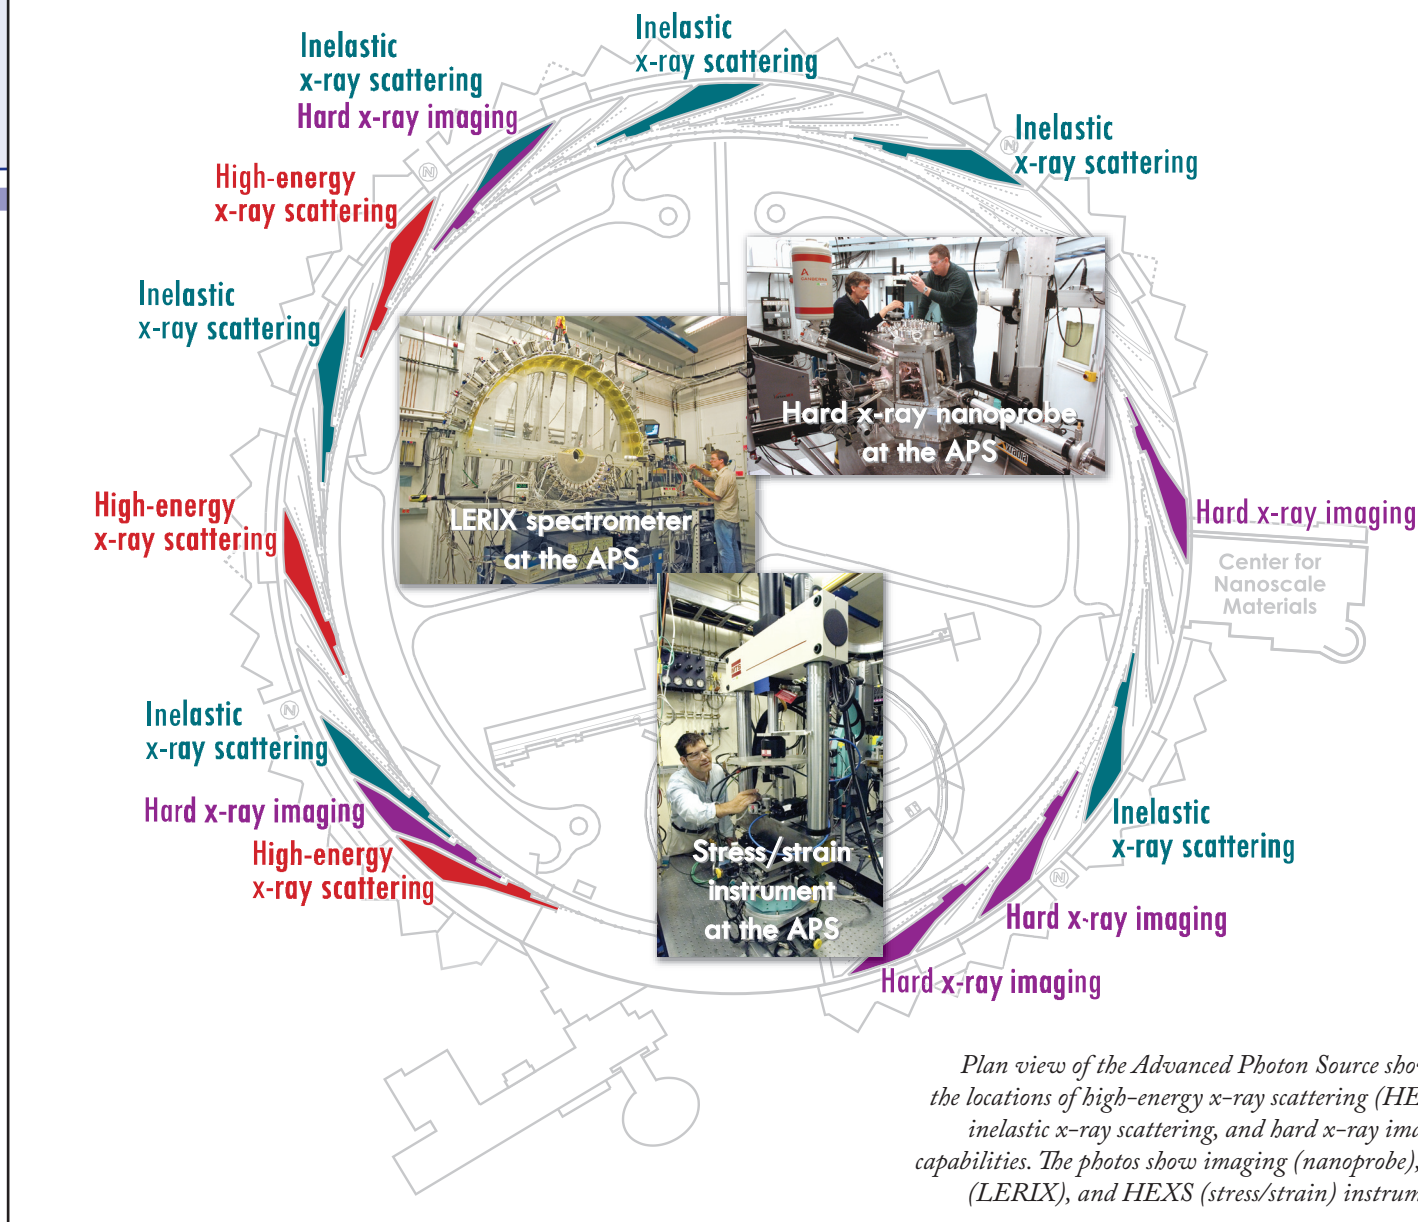 Inelastic
x-ray scattering
Inelastic
x-ray scattering
Hard x-ray imaging
Inelastic
x-ray scattering
High-energy
x-ray scattering
Inelastic
x-ray scattering
High-energy
x-ray scattering
Hard x-ray nanoprobe
at the APS
LERIX spectrometer
at the APS
Hard x-ray imaging
Center for
Nanoscale
Materials
Inelastic
x-ray scattering
Hard x-ray imaging
High-energy
x-ray scattering
Stress/strain
instrument
at the APS
Inelastic
x-ray scattering
Hard x-ray imaging
Hard x-ray imaging
N
N
N
N
MTS
Plan view of the Advanced Photon Source
the locations of high-energy x-ray scattering
inelastic x-ray scattering, and hard x-ray
capabilities. The photos show imaging (nanoprobe),
(LERIX), and HEXS (stress/strain)